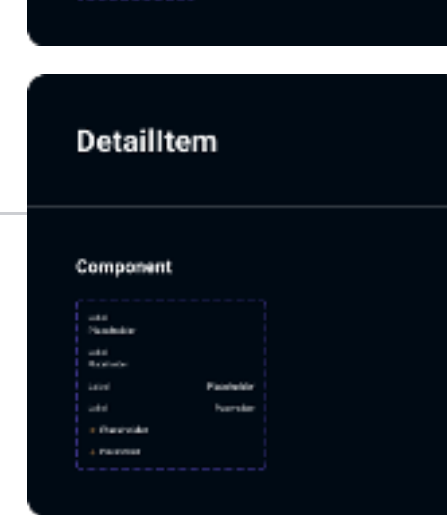 DetailItem
Component
Label
Placeholder
Label
Placeholder
Label Placeholder
Label Placeholder
Placeholder
Placeholder